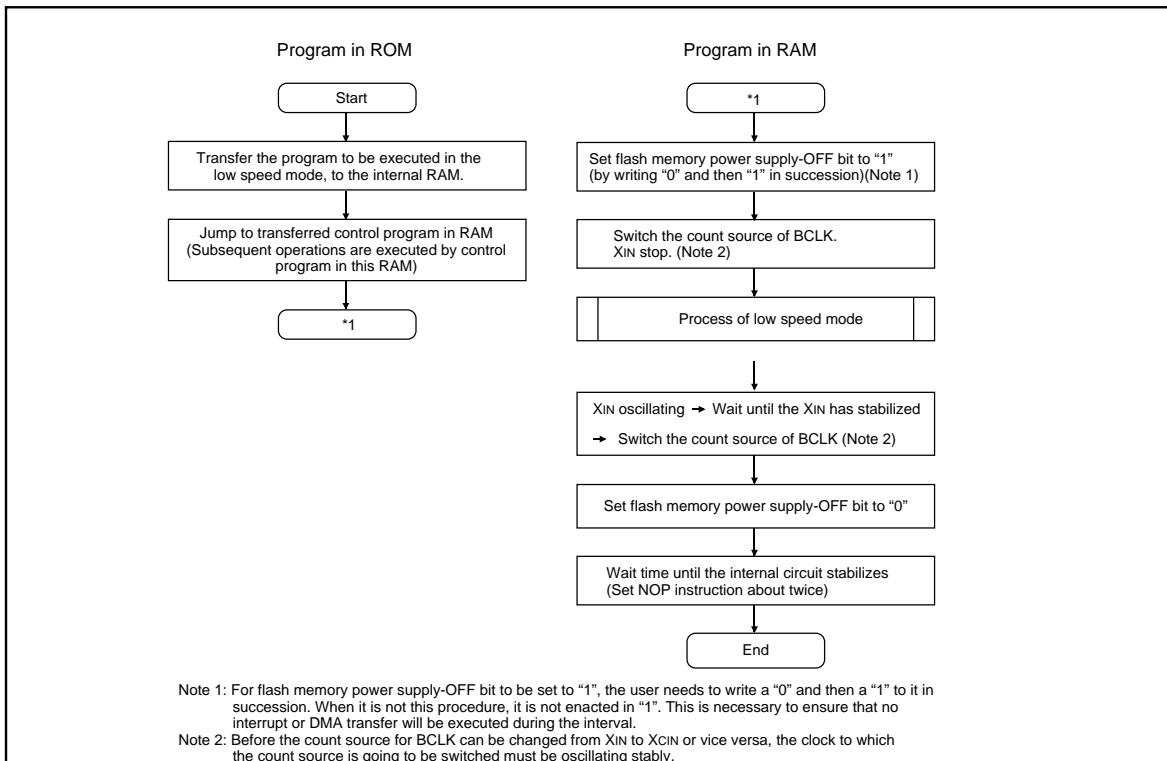 Program in ROM
Start
Transfer the program to be executed in the
low speed mode, to the internal RAM.
Jump to transferred control program in RAM
(Subsequent operations are executed by control
program in this RAM)
*1
Program in RAM
*1
Set flash memory power supply-OFF bit to “1”
(by writing “0” and then “1” in succession)(Note 1)
Switch the count source of BCLK.
XIN stop. (Note 2)
Process of low speed mode
XIN oscillating → Wait until the XIN has stabilized
→ Switch the count source of BCLK (Note 2)
Set flash memory power supply-OFF bit to “0”
Wait time until the internal circuit stabilizes
(Set NOP instruction about twice)
End
Note 1: For flash memory power supply-OFF bit to be set to “1”, the user needs to write a “0” and then a “1” to it in
succession. When it is not this procedure, it is not enacted in “1”. This is necessary to ensure that no
interrupt or DMA transfer will be executed during the interval.
Note 2: Before the count source for BCLK can be changed from XIN to XCIN or vice versa, the clock to which
the count source is going to be switched must be oscillating stably.